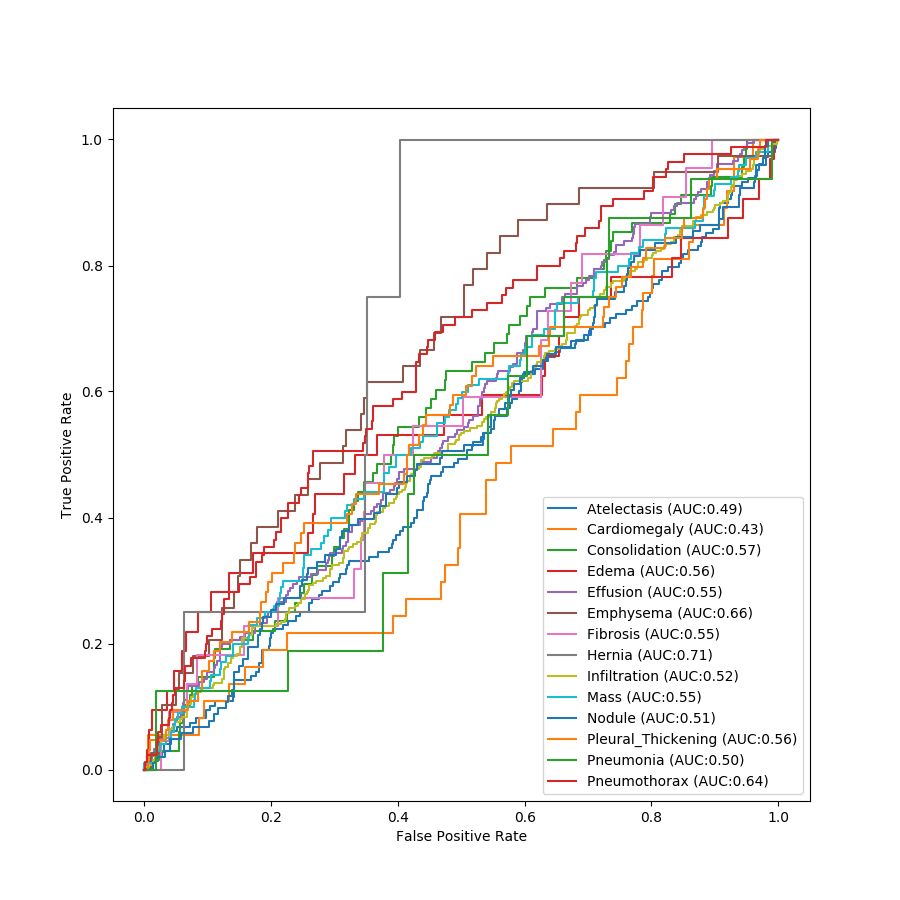 1.0
0.8
0.6
0.4
0.2
0.0
True Positive Rate
0.0 0.2 0.4 0.6 0.8 1.0
False Positive Rate
Atelectasis (AUC:0.49)
Cardiomegaly (AUC:0.43)
Consolidation (AUC:0.57)
Edema (AUC:0.56)
Effusion (AUC:0.55)
Emphysema (AUC:0.66)
Fibrosis (AUC:0.55)
Hernia (AUC:0.71)
Infiltration (AUC:0.52)
Mass (AUC:0.55)
Nodule (AUC:0.51)
Pleural_Thickening (AUC:0.56)
Pneumonia (AUC:0.50)
Pneumothorax (AUC:0.64)